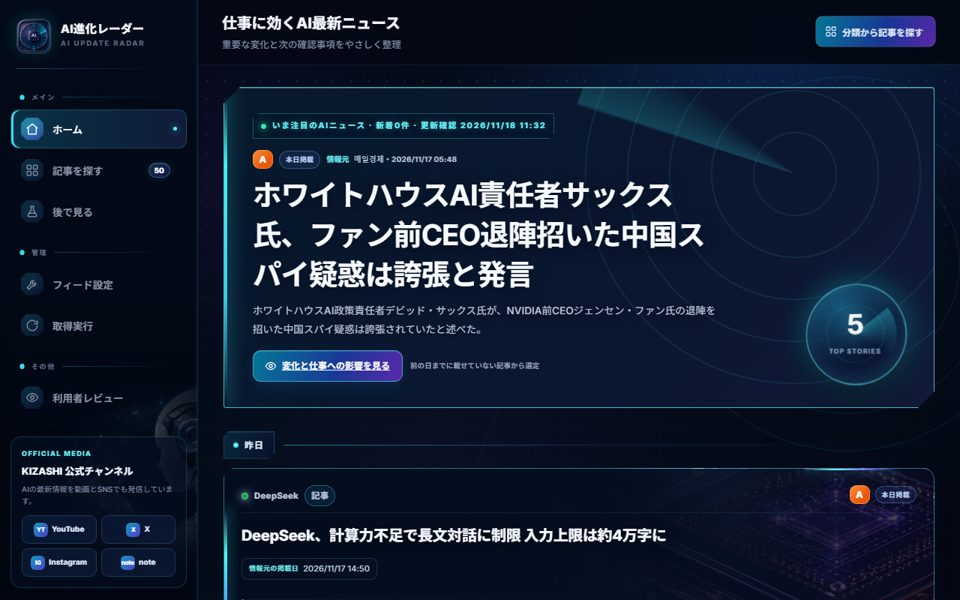 AI進化レーダー
AI UPDATE RADAR
メイン
ホーム
記事を探す
50
後で見る
管理
フィード設定
取得実行
その他
利用者レビュー
OFFICIAL MEDIA
KIZASHI 公式チャンネル
AIの最新情報を動画とSNSでも発信していま
す。
YT YouTube
X X
IG Instagram
note note
仕事に効くAI最新ニュース
重要な変化と次の確認事項をやさしく整理
分類から記事を探す
いま注目のAIニュース・新着0件・更新確認 2026/11/18 11:32
A 本日掲載 情報元 매일경제・2026/11/17 05:48
ホワイトハウスAI責任者サックス
氏、ファン前CEO退陣招いた中国ス
パイ疑惑は誇張と発言
ホワイトハウスAI政策責任者デビッド・サックス氏が、NVIDIA前CEOジェンセン・ファン氏の退陣を
招いた中国スパイ疑惑は誇張されていたと述べた。
変化と仕事への影響を見る
前の日までに載せていない記事から選定
5
TOP STORIES
昨日
DeepSeek 記事
A 本日掲載
DeepSeek、計算力不足で長文対話に制限 入力上限は約4万字に
情報元の掲載日 2026/11/17 14:50